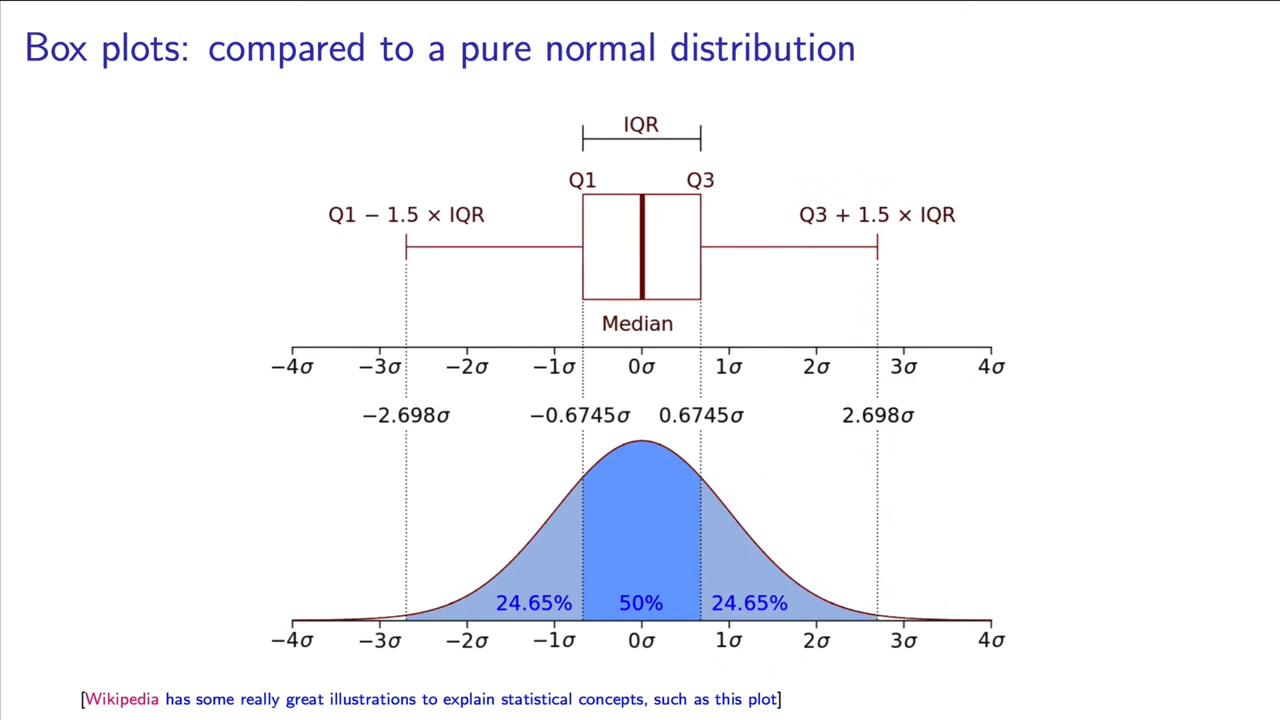 Box plots: compared to a pure normal distribution
IQR
Q1 Q3
Q1 − 1.5 × IQR Q3 + 1.5 × IQR
Median
−4σ −3σ −2σ −1σ 0σ 1σ 2σ 3σ 4σ
−2.698σ −0.6745σ 0.6745σ 2.698σ
24.65% 50% 24.65%
−4σ −3σ −2σ −1σ 0σ 1σ 2σ 3σ 4σ
[Wikipedia has some really great illustrations to explain statistical concepts, such as this plot]